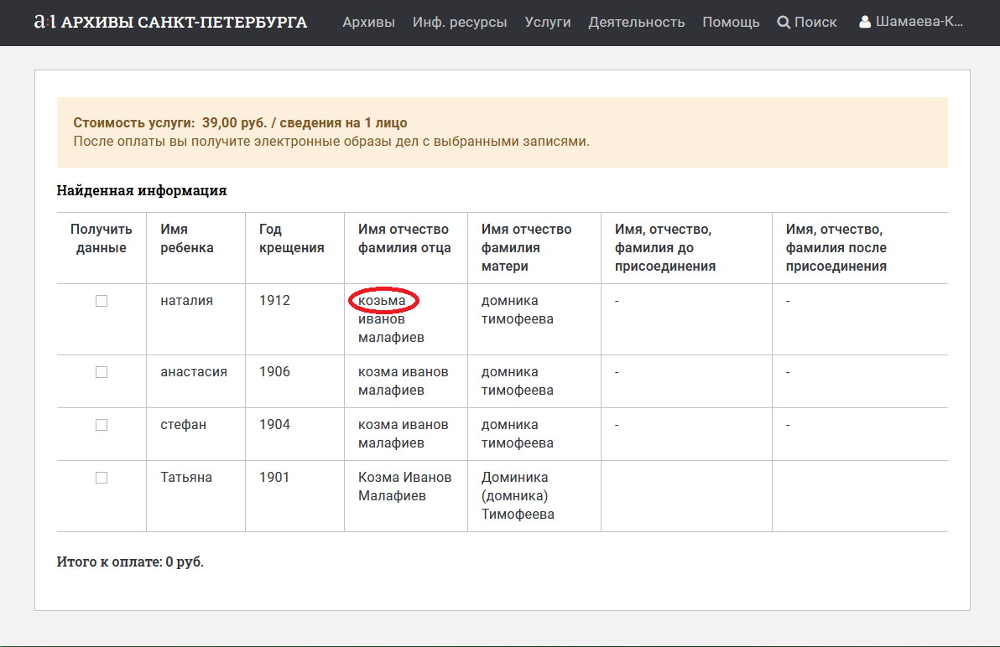 a:1 АРХИВЫ САНКТ-ПЕТЕРБУРГА Архивы Инф. ресурсы Услуги Деятельность Помощь Поиск Шамаева-К...
Стоимость услуги: 39,00 руб. / сведения на 1 лицо
После оплаты вы получите электронные образы дел с выбранными записями.
Найденная информация
Получить данные
Имя ребенка
Год крещения
Имя отчество фамилия отца
Имя отчество фамилия матери
Имя, отчество, фамилия до присоединения
Имя, отчество, фамилия после присоединения
наталия 1912 козьма домника - -
иванов тимофеева
малафиев
анастасия 1906 козма иванов домника - -
малафиев тимофеева
стефан 1904 козма иванов домника - -
малафиев тимофеева
Татьяна 1901 Козма Иванов Доминика
Малафиев (домника)
Тимофеева
Итого к оплате: 0 руб.